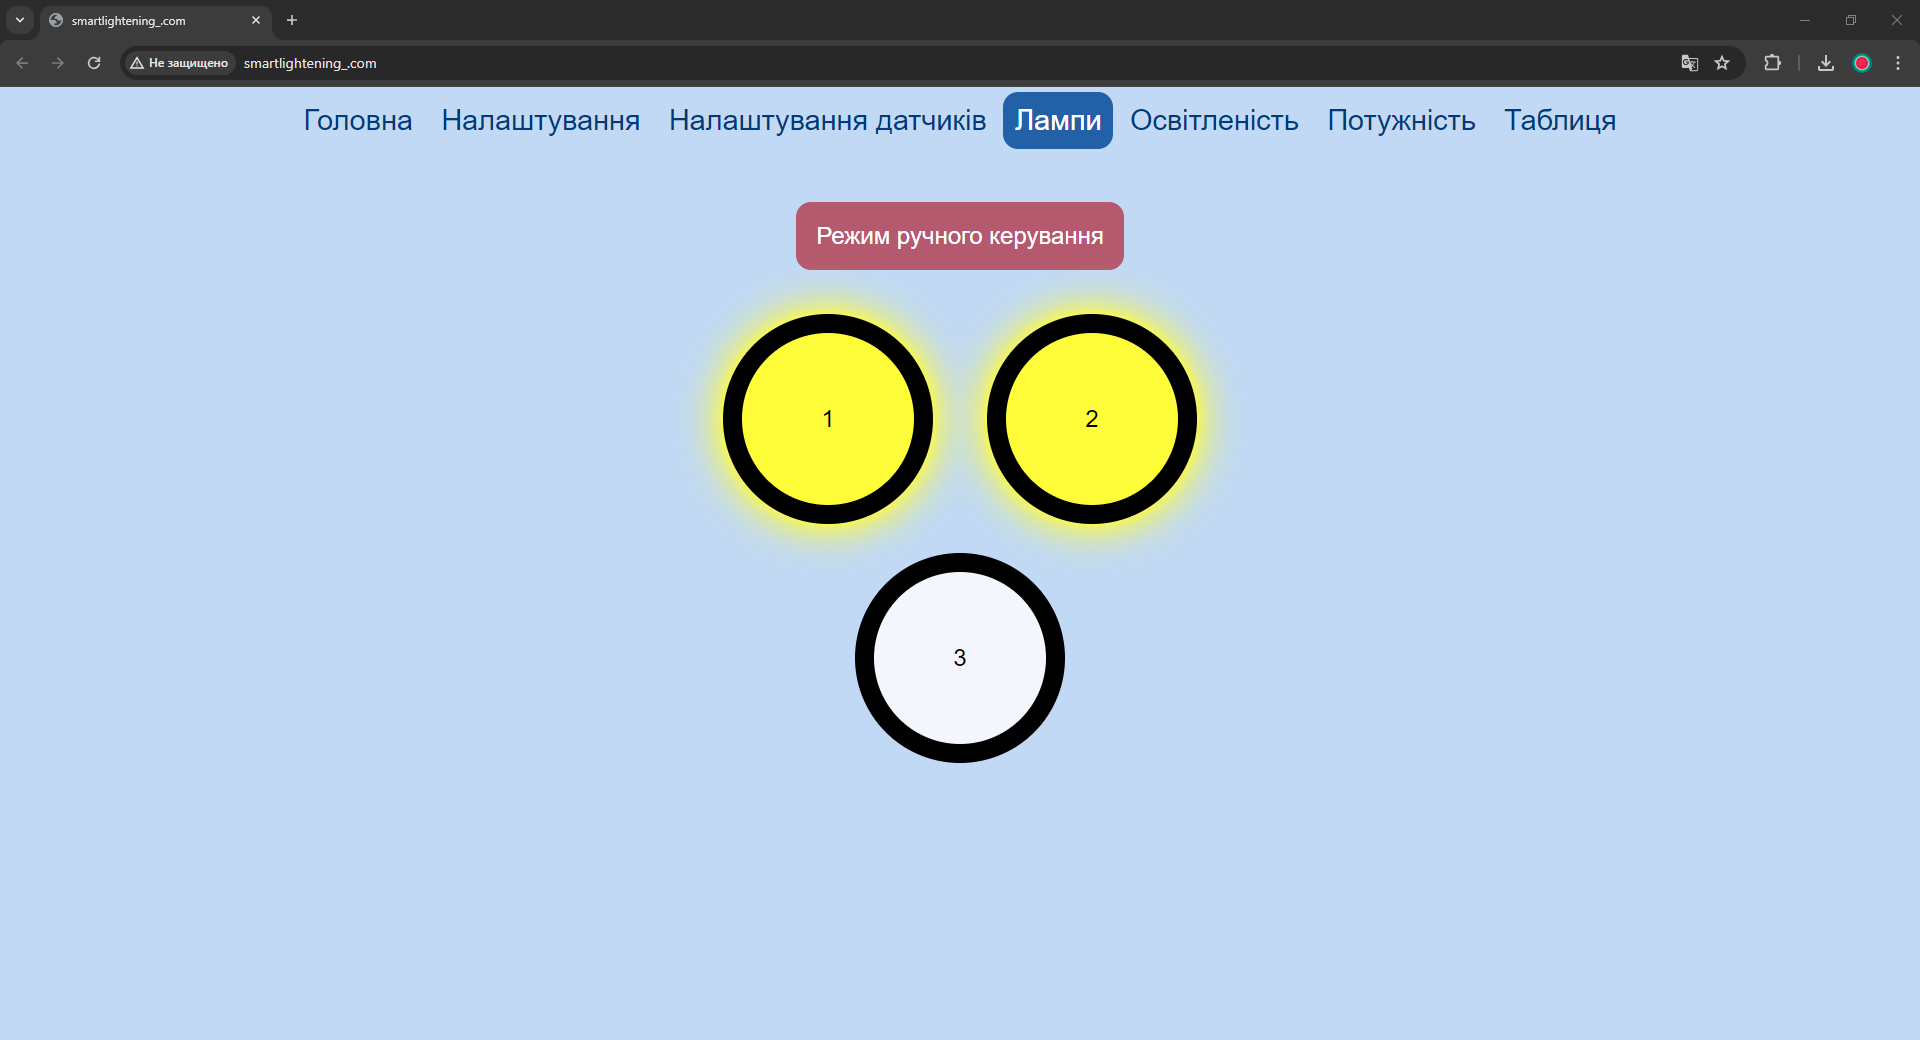 smartlightening_.com
Не защищено smartlightening_.com
Головна Налаштування Налаштування датчиків Лампи Освітленість Потужність Таблиця
Режим ручного керування
1 2
3